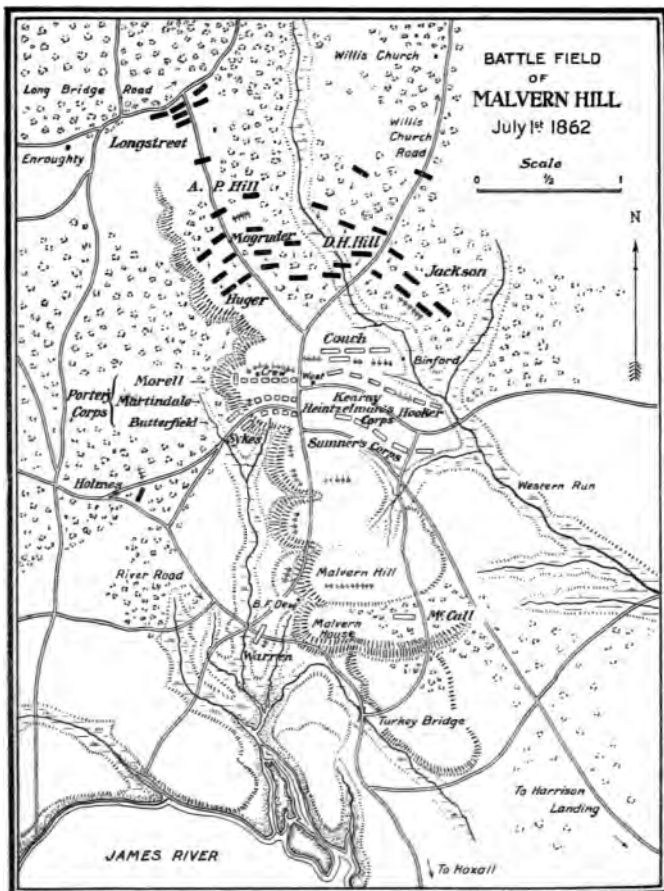 BATTLE FIELD
OF
MALVERN HILL
July 1st 1862
Scale
0 1/2 1
N
Willis Church
Long Bridge Road
Willis
Church
Road
Enroughty
Longstreet
A. P. Hill
Magruder
D.H. Hill
Jackson
Huger
Couch
Binford
Crew
West
Morell
Porter's
Corps
Martindale
Butterfield
Kearny
Heintzelman's
Corps
Hooker
Sykes
Sumner's Corps
Holmes
Western Run
River Road
Malvern Hill
B.F. Dew
Malvern
House
McCall
Warren
Turkey Bridge
To Harrison
Landing
JAMES RIVER
To Haxall